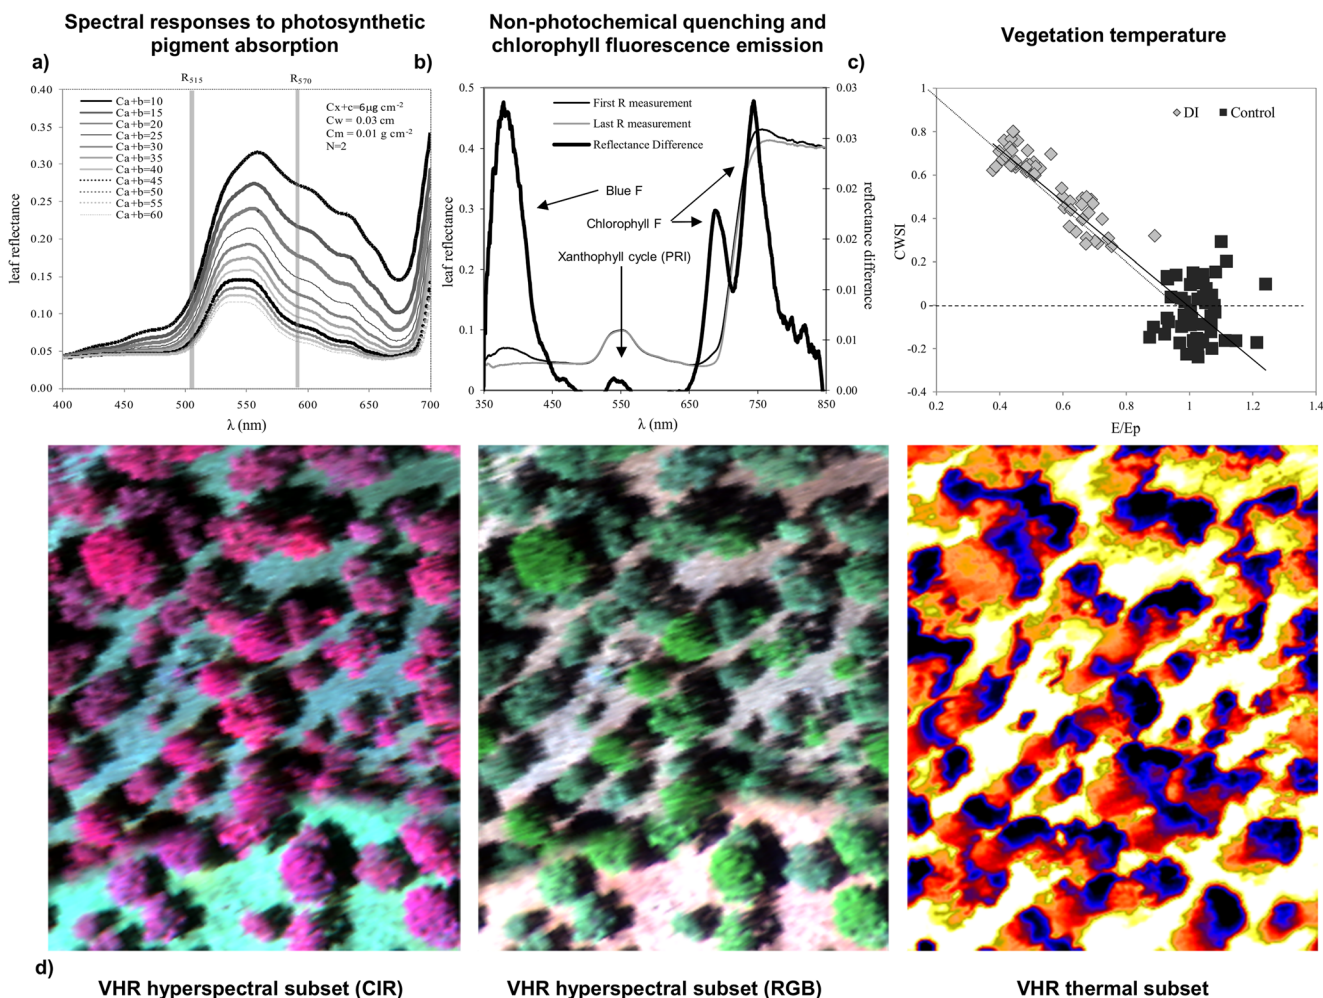 Spectral responses to photosynthetic
pigment absorption
Non-photochemical quenching and
chlorophyll fluorescence emission
Vegetation temperature
a)
R515
R570
0.40
0.35
0.30
0.25
0.20
0.15
0.10
0.05
0.00
leaf reflectance
Ca+b=10
Ca+b=15
Ca+b=20
Ca+b=25
Ca+b=30
Ca+b=35
Ca+b=40
Ca+b=45
Ca+b=50
Ca+b=55
Ca+b=60
Cx+c=6µg cm-2
Cw = 0.03 cm
Cm = 0.01 g cm-2
N=2
400 450 500 550 600 650 700
λ (nm)
b)
0.5
0.4
0.3
0.2
0.1
0
leaf reflectance
First R measurement
Last R measurement
Reflectance Difference
Blue F
Chlorophyll F
Xanthophyll cycle (PRI)
0.03
0.03
0.02
0.02
0.01
0.01
0.00
reflectance difference
350 450 550 650 750 850
λ (nm)
c)
1
0.8
0.6
0.4
0.2
0
-0.2
-0.4
CWSI
DI Control
0.2 0.4 0.6 0.8 1 1.2 1.4
E/Ep
d)
VHR hyperspectral subset (CIR)
VHR hyperspectral subset (RGB)
VHR thermal subset